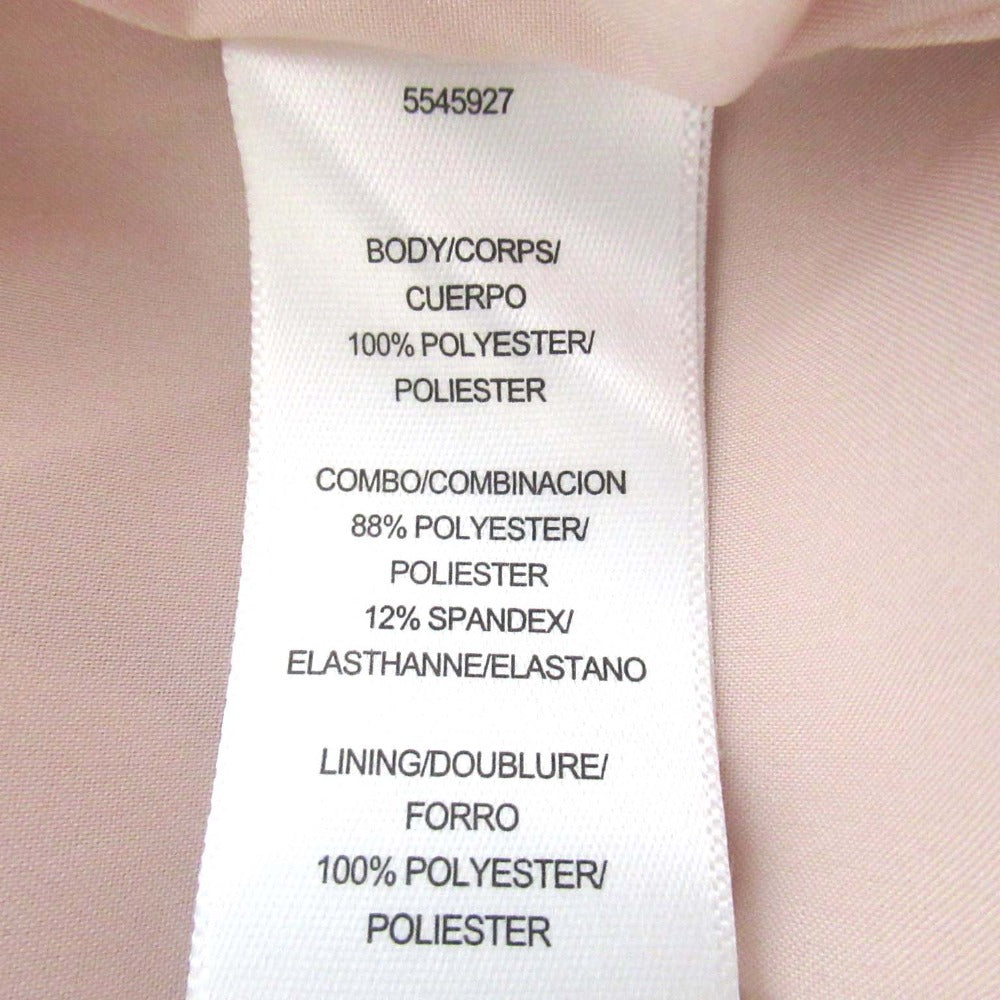 5545927
BODY/CORPS/
CUERPO
100% POLYESTER/
POLIESTER
COMBO/COMBINACION
88% POLYESTER/
POLIESTER
12% SPANDEX/
ELASTHANNE/ELASTANO
LINING/DOUBLURE/
FORRO
100% POLYESTER/
POLIESTER